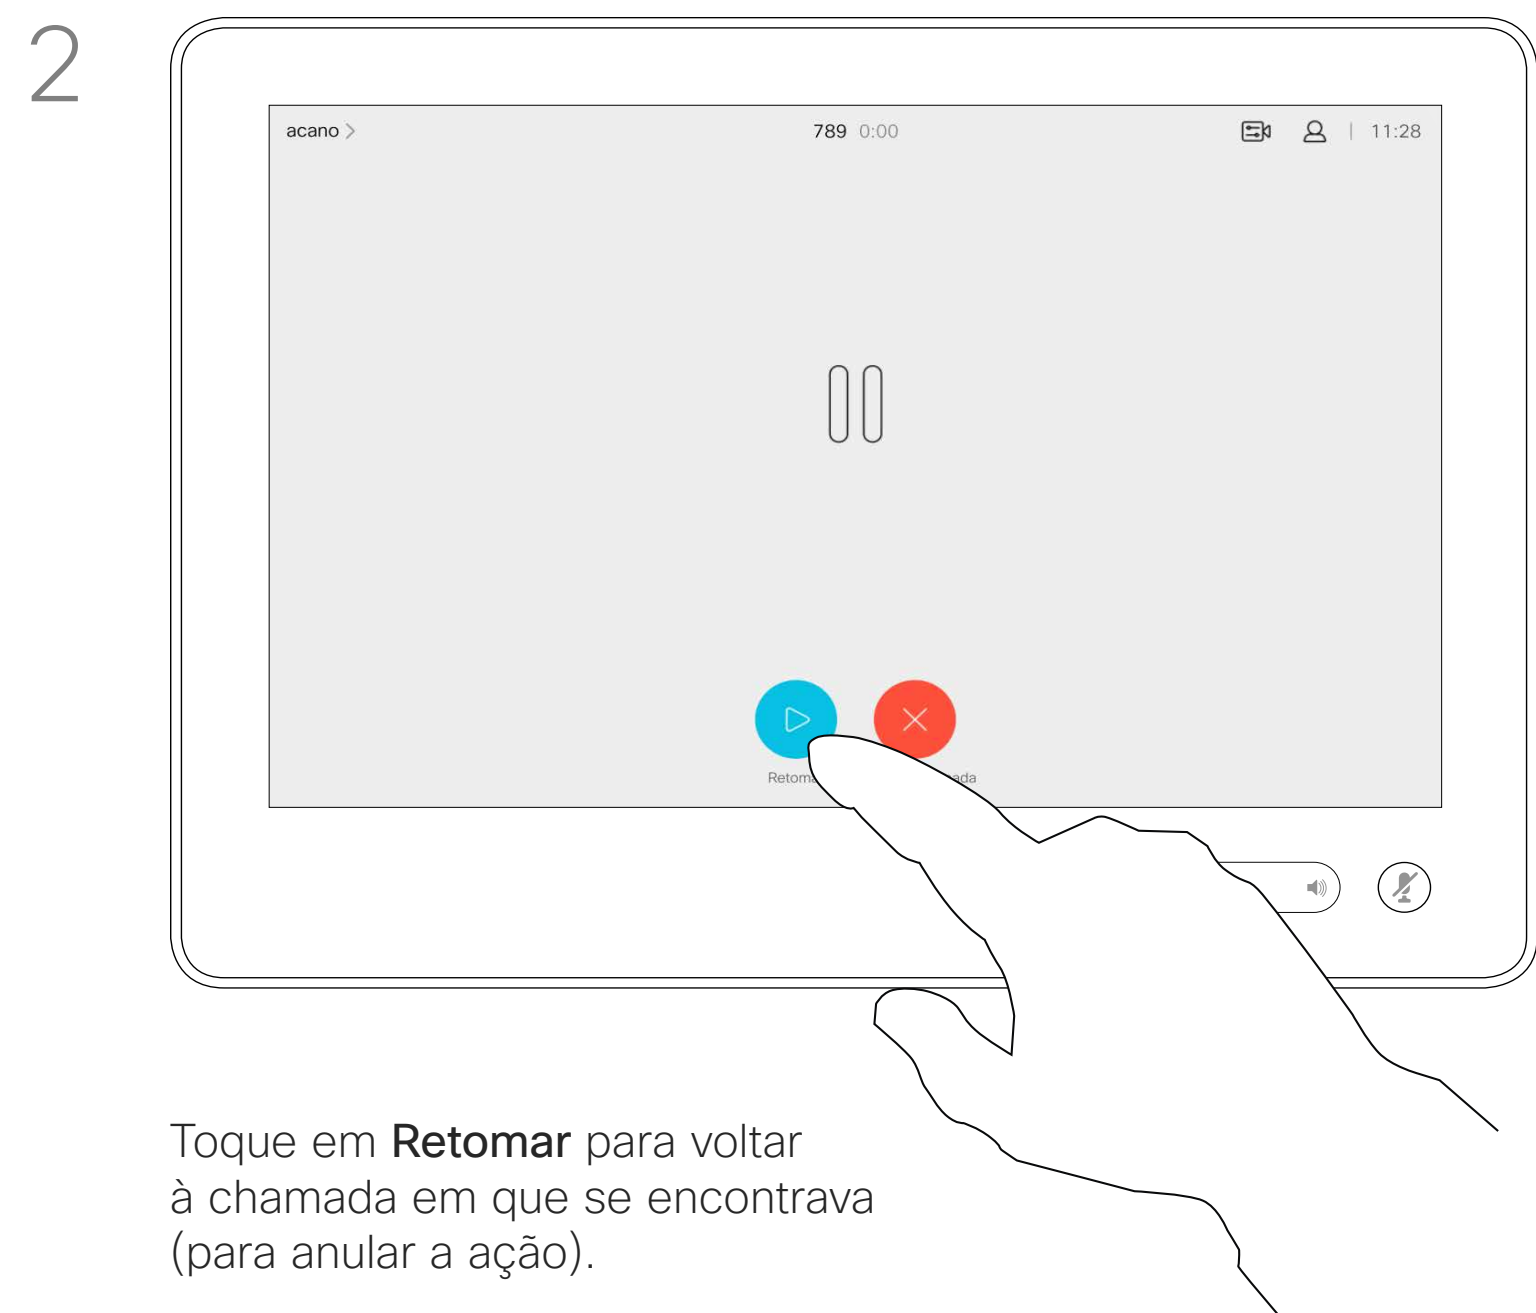 2
acano
789 0:00
11:28
Toque em Retomar para voltar
à chamada em que se encontrava
(para anular a ação).